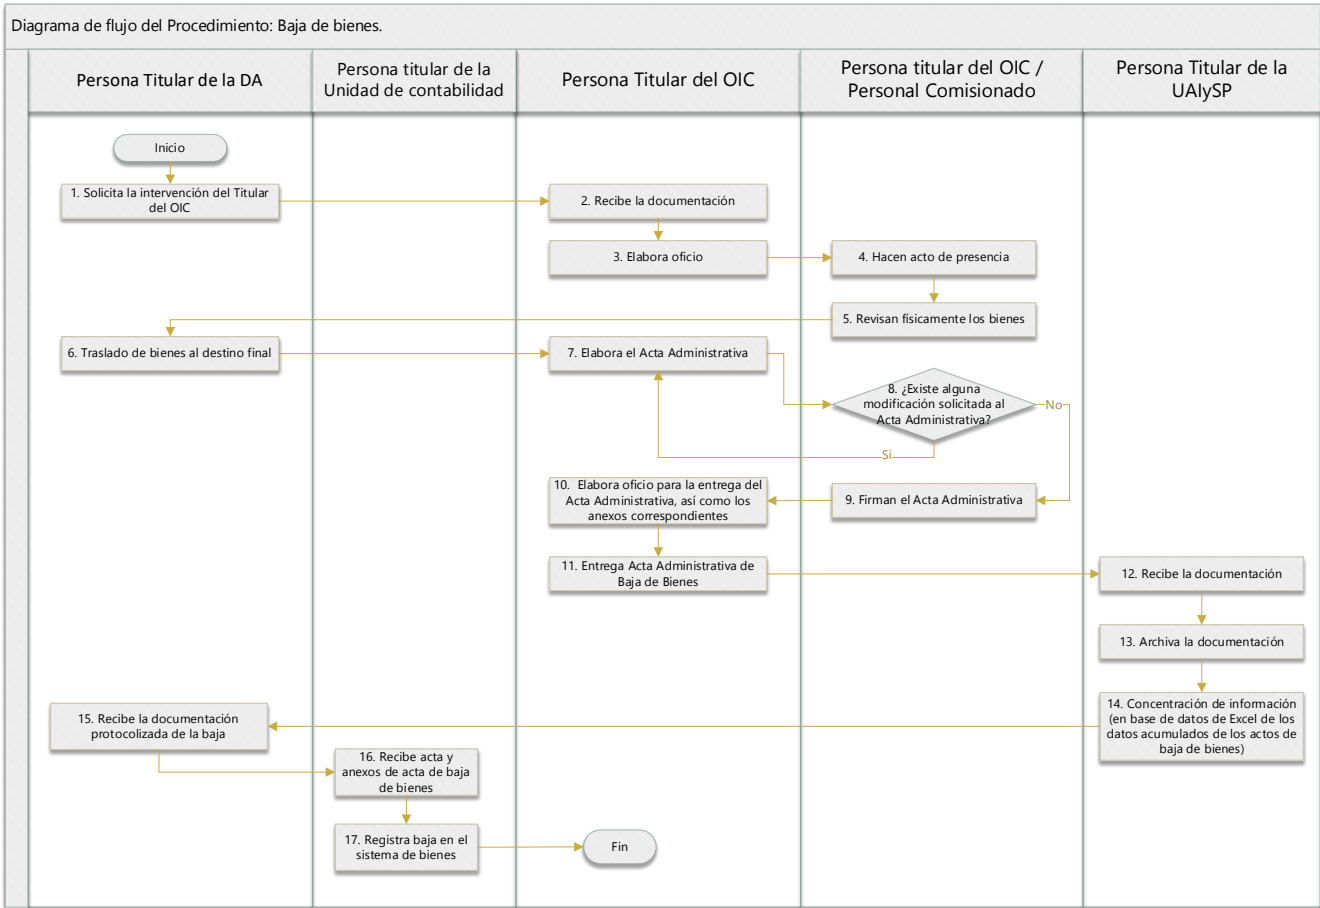 Diagrama de flujo del Procedimiento: Baja de bienes.
Persona Titular de la DA
Persona titular de la
Unidad de contabilidad
Persona Titular del OIC
Persona titular del OIC /
Personal Comisionado
Persona Titular de la
UAIySP
Inicio
1. Solicita la intervención del Titular
del OIC
2. Recibe la documentación
3. Elabora oficio
4. Hacen acto de presencia
5. Revisan físicamente los bienes
6. Traslado de bienes al destino final
7. Elabora el Acta Administrativa
8. ¿Existe alguna
modificación solicitada al
Acta Administrativa?
No
Sí
9. Firman el Acta Administrativa
10. Elabora oficio para la entrega del
Acta Administrativa, así como los
anexos correspondientes
11. Entrega Acta Administrativa de
Baja de Bienes
12. Recibe la documentación
13. Archiva la documentación
14. Concentración de información
(en base de datos de Excel de los
datos acumulados de los actos de
baja de bienes)
15. Recibe la documentación
protocolizada de la baja
16. Recibe acta y
anexos de acta de baja
de bienes
17. Registra baja en el
sistema de bienes
Fin